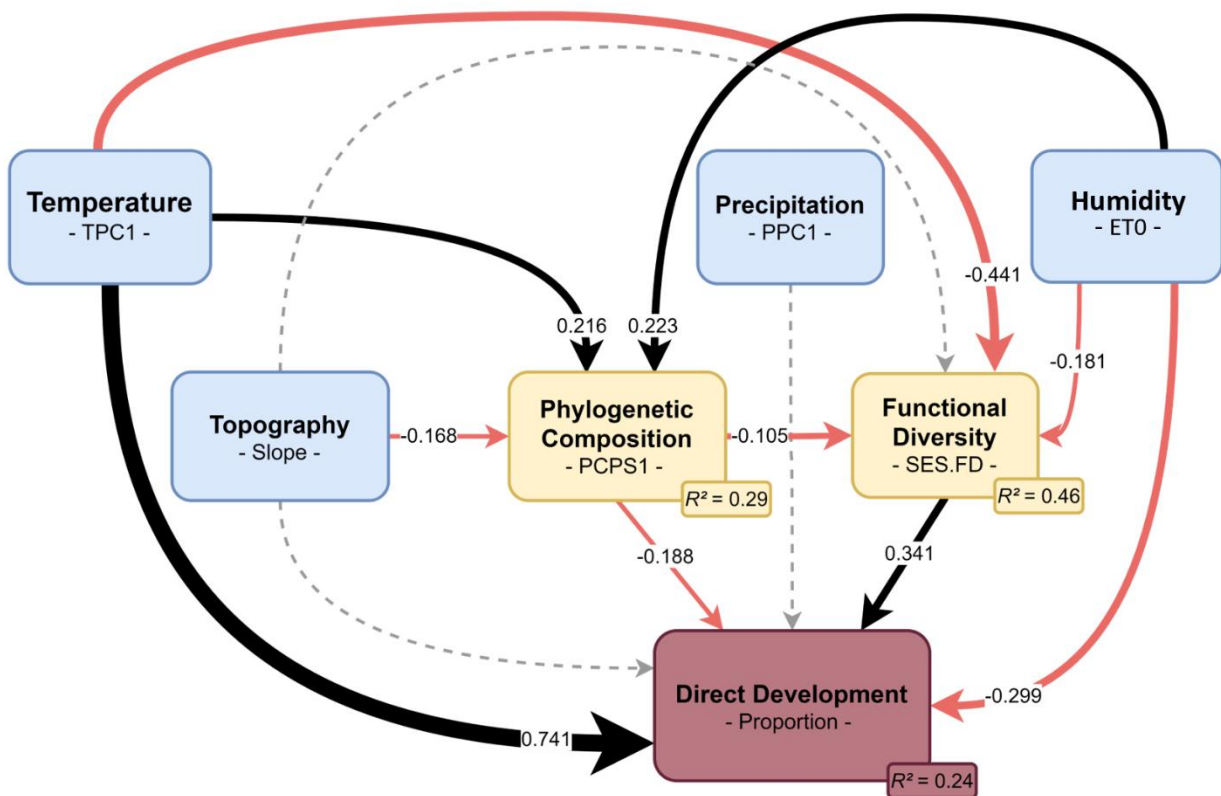 Temperature
- TPC1 -
Precipitation
- PPC1 -
Humidity
- ET0 -
-0.441
0.216
0.223
-0.181
Topography
- Slope -
-0.168
Phylogenetic
Composition
- PCPS1 -
R² = 0.29
-0.105
Functional
Diversity
- SES.FD -
R² = 0.46
-0.188
0.341
Direct Development
- Proportion -
R² = 0.24
-0.299
0.741